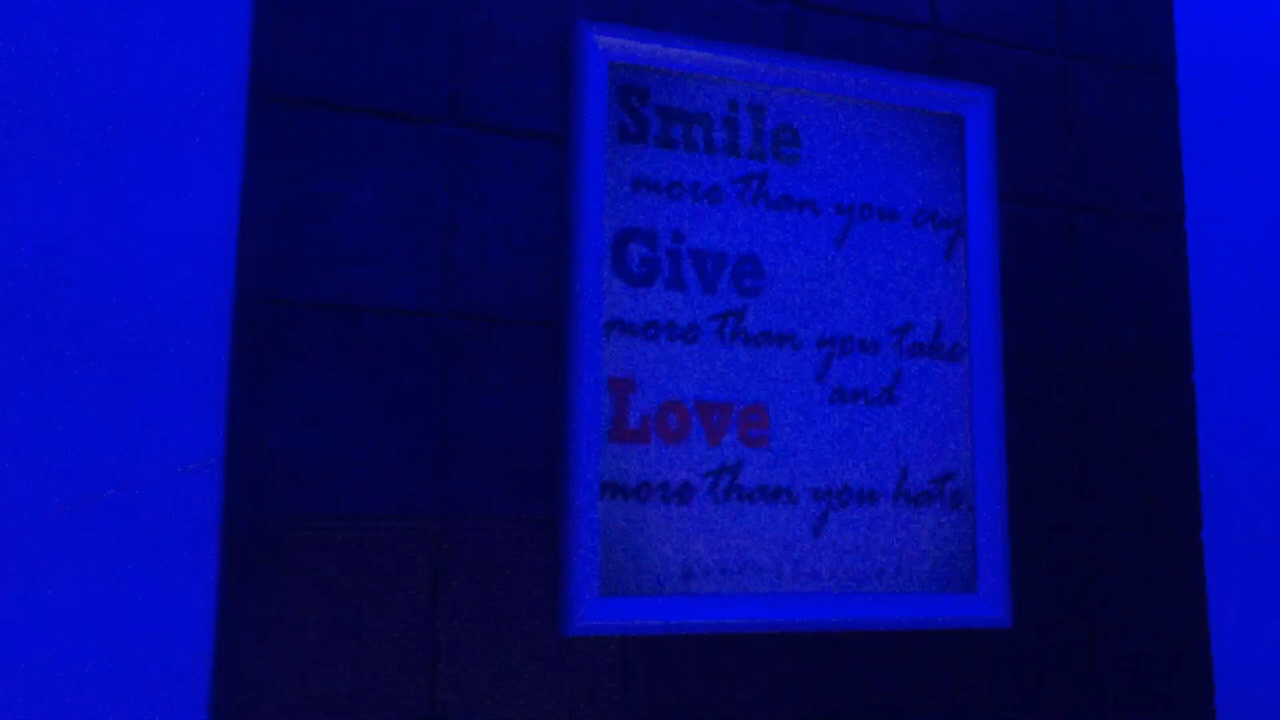 Smile
more than you cry
Give
more than you take
and
Love
more than you hate